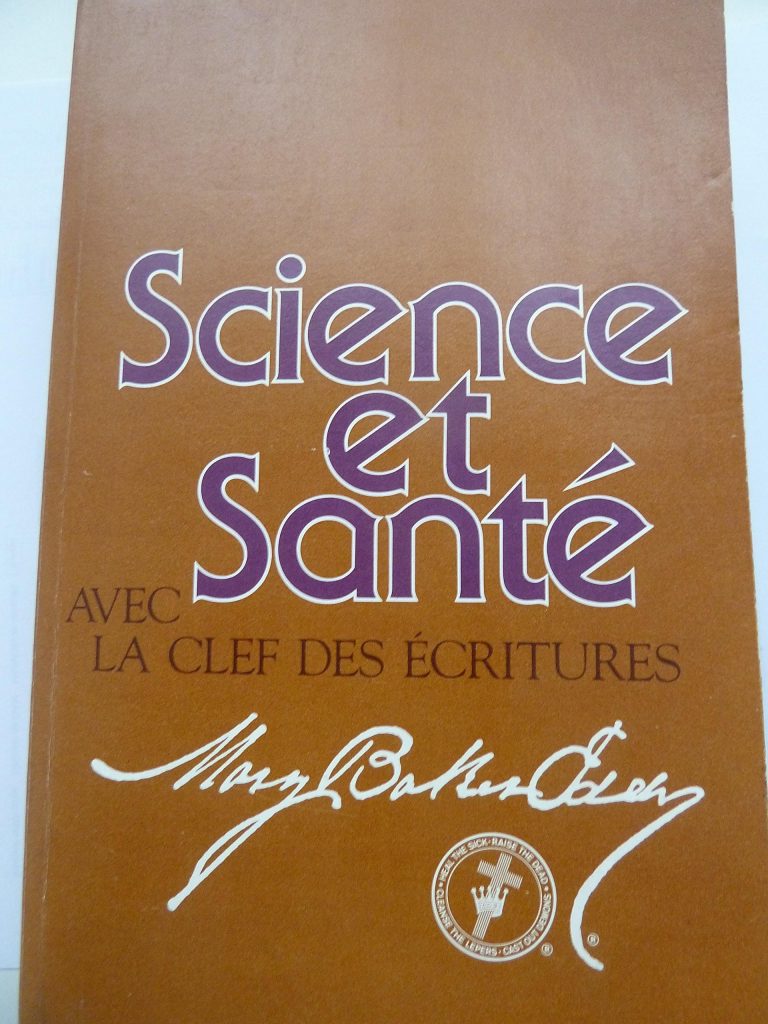 Science
et
Santé
AVEC
LA CLEF DES ÉCRITURES
Mary Baker Eddy
HEAL THE SICK · RAISE THE DEAD · CAST OUT DEMONS · CLEANSE THE LEPERS ·
® ®